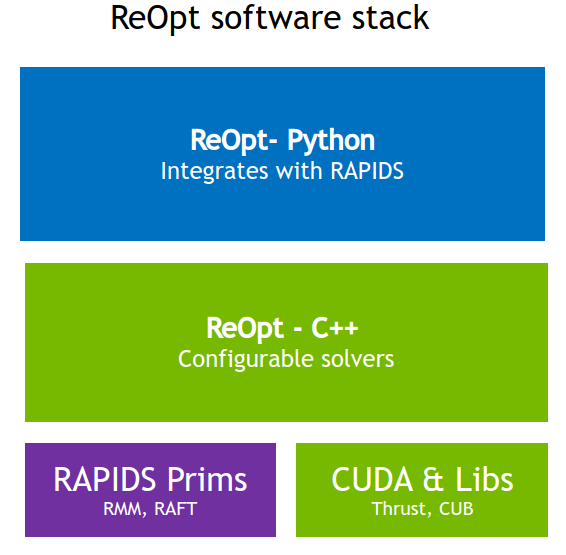 ReOpt software stack
ReOpt- Python
Integrates with RAPIDS
ReOpt - C++
Configurable solvers
RAPIDS Prims
RMM, RAFT
CUDA & Libs
Thrust, CUB